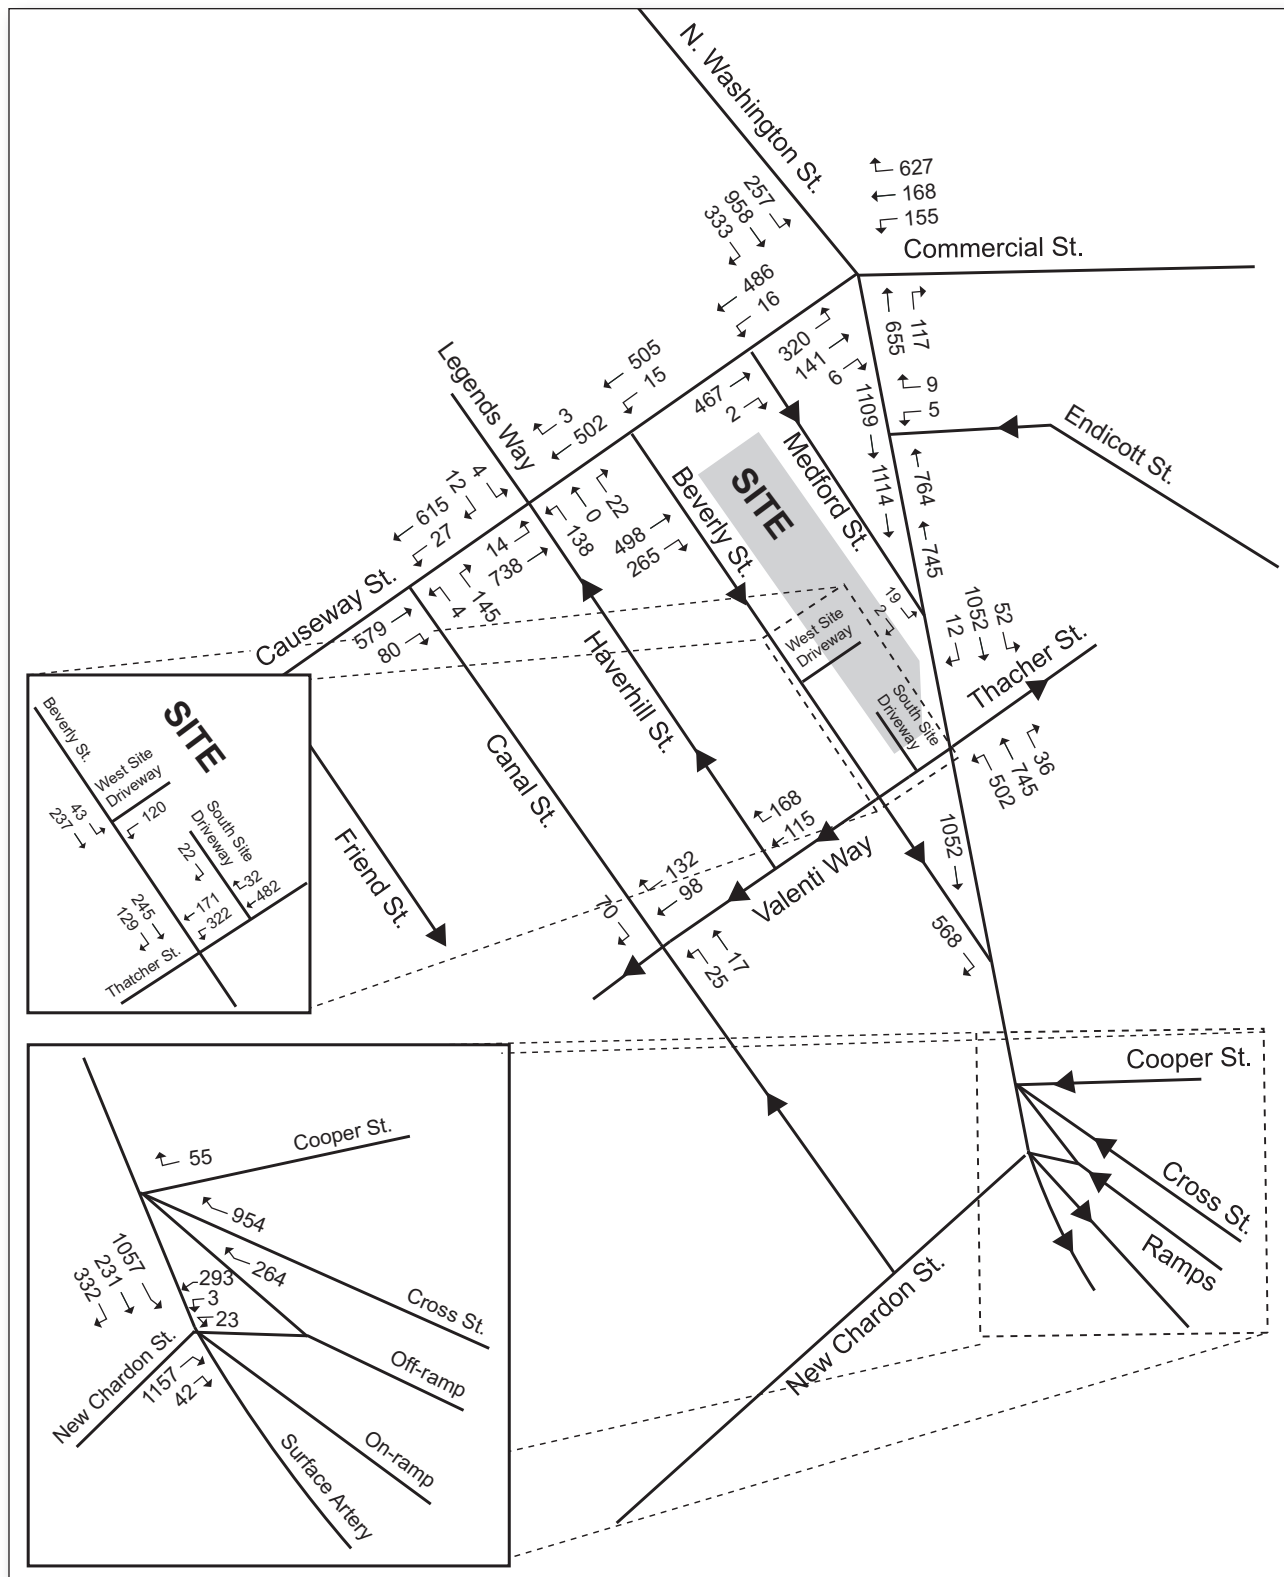 N. Washington St.
627
168
155
Commercial St.
257
958
333
486
16
655
117
320
141
6
9
5
1109
Endicott St.
Legends Way
505
15
3
502
467
2
Medford St.
SITE
Beverly St.
764
1114
745
4
12
615
27
14
738
138
0
22
498
265
Causeway St.
579
80
4
145
19
2
12
1052
52
Thacher St.
West Site
Driveway
South Site
Driveway
Haverhill St.
Canal St.
502
745
36
168
115
Valenti Way
132
98
70
25
17
1052
568
Friend St.
Beverly St.
SITE
West Site
Driveway
43
237
120
South Site
Driveway
22
32
482
171
322
245
129
Thatcher St.
Cooper St.
Cross St.
Ramps
New Chardon St.
Cooper St.
55
954
264
1057
231
332
293
3
23
Cross St.
New Chardon St.
1157
42
Off-ramp
On-ramp
Surface Artery